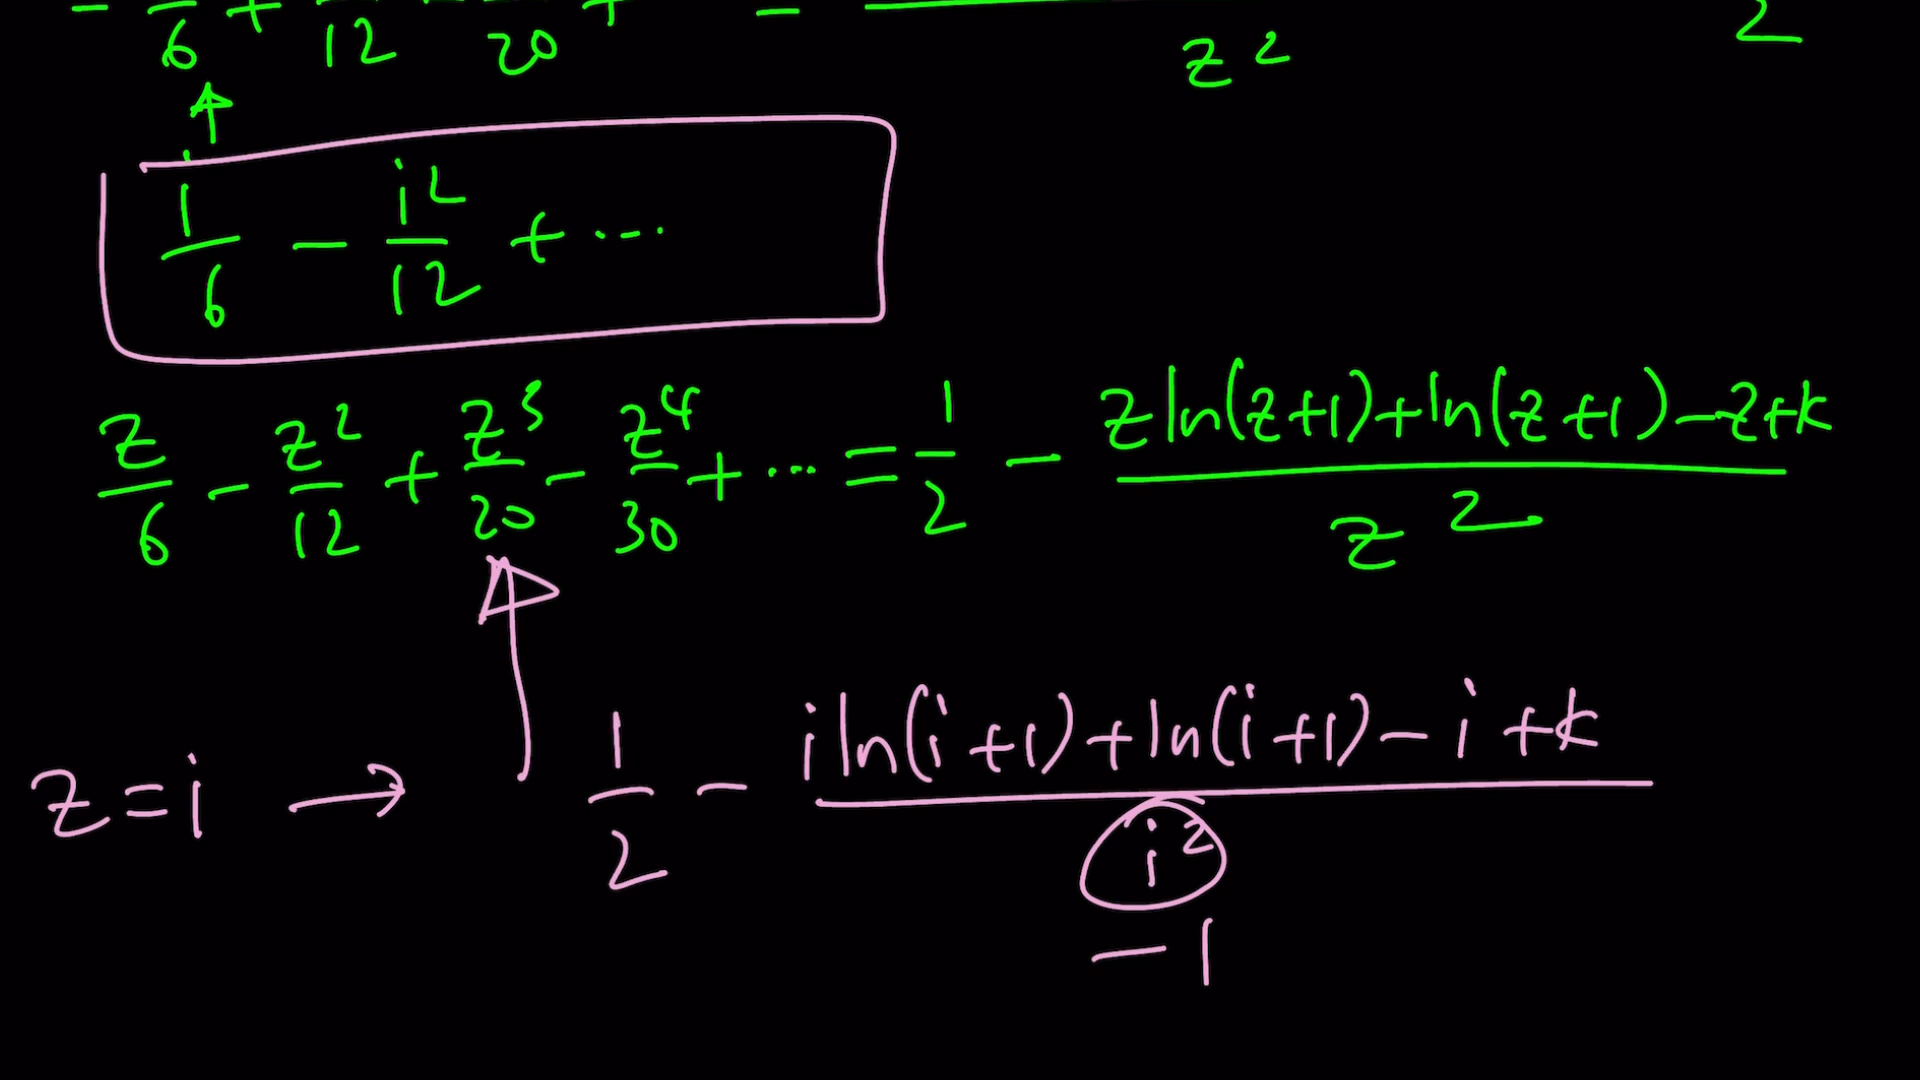 - /6 + /12 /20 + - /z² 2
i/6 - i²/12 + ...
z/6 - z²/12 + z³/20 - z⁴/30 + ... = 1/2 - (z ln(z+1) + ln(z+1) - z + k)/z²
z = i → 1/2 - (i ln(i+1) + ln(i+1) - i + k)/i²
-1